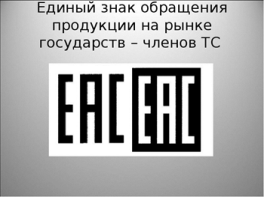 Единый знак обращения
продукции на рынке
государств – членов ТС
EAC EAC